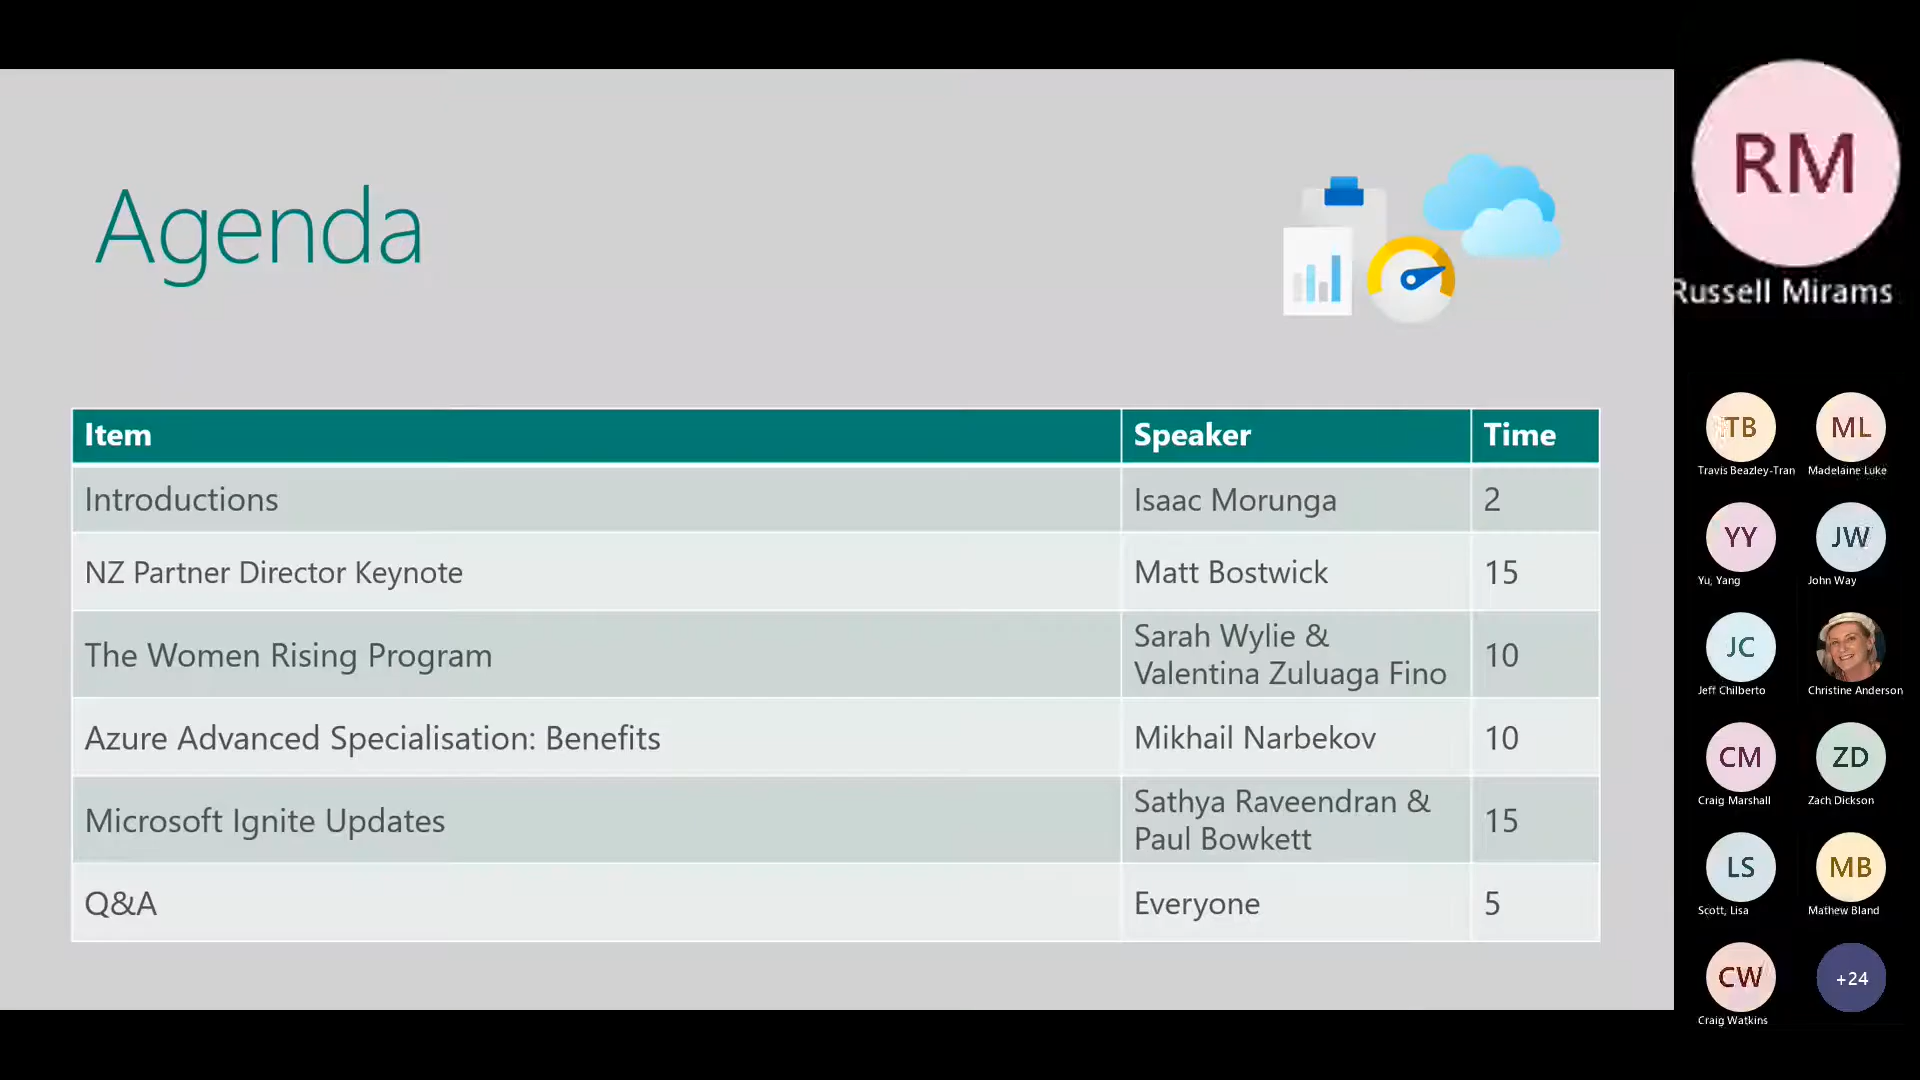 Agenda
Item Speaker Time
Introductions Isaac Morunga 2
NZ Partner Director Keynote Matt Bostwick 15
The Women Rising Program Sarah Wylie &
Valentina Zuluaga Fino 10
Azure Advanced Specialisation: Benefits Mikhail Narbekov 10
Microsoft Ignite Updates Sathya Raveendran &
Paul Bowkett 15
Q&A Everyone 5
RM
Russell Mirams
TB ML
Travis Beazley-Tran Madelaine Luke
YY JW
Yu, Yang John Way
JC
Jeff Chilberto Christine Anderson
CM ZD
Craig Marshall Zach Dickson
LS MB
Scott, Lisa Mathew Bland
CW +24
Craig Watkins